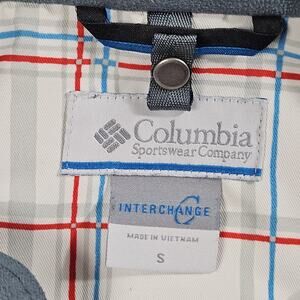 Columbia
Sportswear Company
INTERCHANGE
MADE IN VIETNAM
S